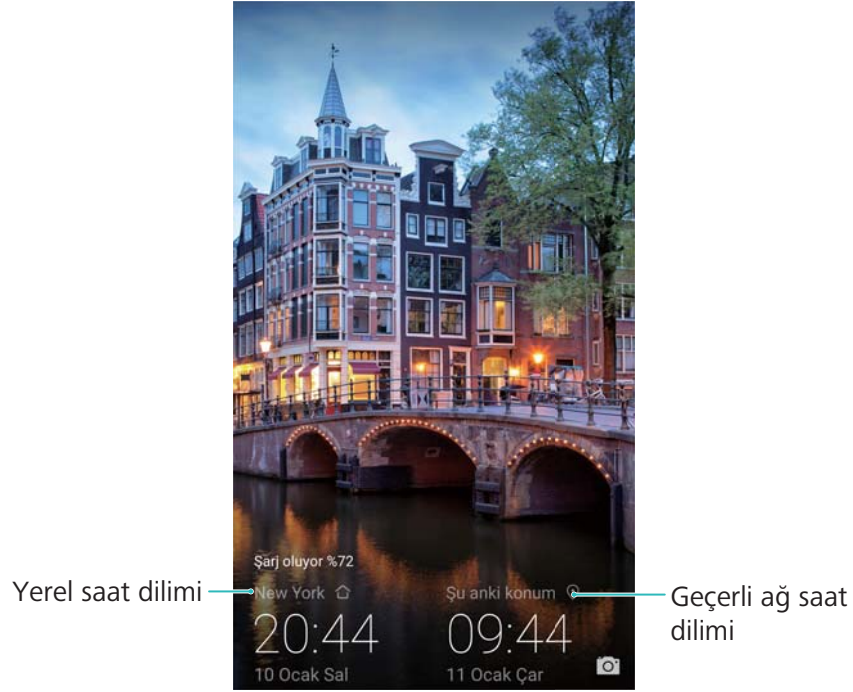 Şarj oluyor %72
Yerel saat dilimi
New York
Şu anki konum
Geçerli ağ saat
dilimi
20:44
09:44
10 Ocak Sal
11 Ocak Çar